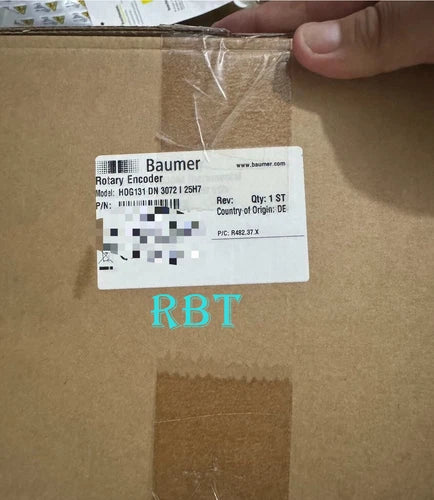 Baumer
www.baumer.com
Rotary Encoder
Model: HOG131 DN 3072 I 25H7
P/N:
Rev: Qty: 1 ST
Country of Origin: DE
P/C: R482.37.X
RBT